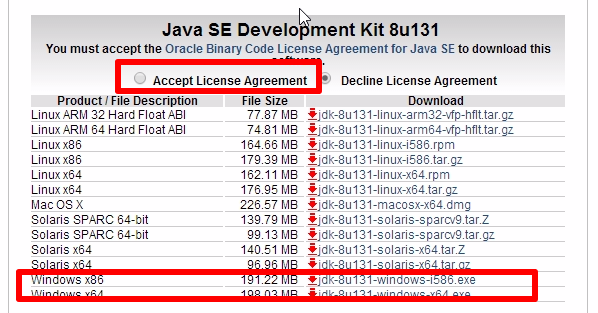 Java SE Development Kit 8u131
You must accept the Oracle Binary Code License Agreement for Java SE to download this
software.
Accept License Agreement Decline License Agreement
Product / File Description File Size Download
Linux ARM 32 Hard Float ABI 77.87 MB jdk-8u131-linux-arm32-vfp-hflt.tar.gz
Linux ARM 64 Hard Float ABI 74.81 MB jdk-8u131-linux-arm64-vfp-hflt.tar.gz
Linux x86 164.66 MB jdk-8u131-linux-i586.rpm
Linux x86 179.39 MB jdk-8u131-linux-i586.tar.gz
Linux x64 162.11 MB jdk-8u131-linux-x64.rpm
Linux x64 176.95 MB jdk-8u131-linux-x64.tar.gz
Mac OS X 226.57 MB jdk-8u131-macosx-x64.dmg
Solaris SPARC 64-bit 139.79 MB jdk-8u131-solaris-sparcv9.tar.Z
Solaris SPARC 64-bit 99.13 MB jdk-8u131-solaris-sparcv9.tar.gz
Solaris x64 140.51 MB jdk-8u131-solaris-x64.tar.Z
Solaris x64 96.96 MB jdk-8u131-solaris-x64.tar.gz
Windows x86 191.22 MB jdk-8u131-windows-i586.exe
Windows x64 198.03 MB jdk-8u131-windows-x64.exe